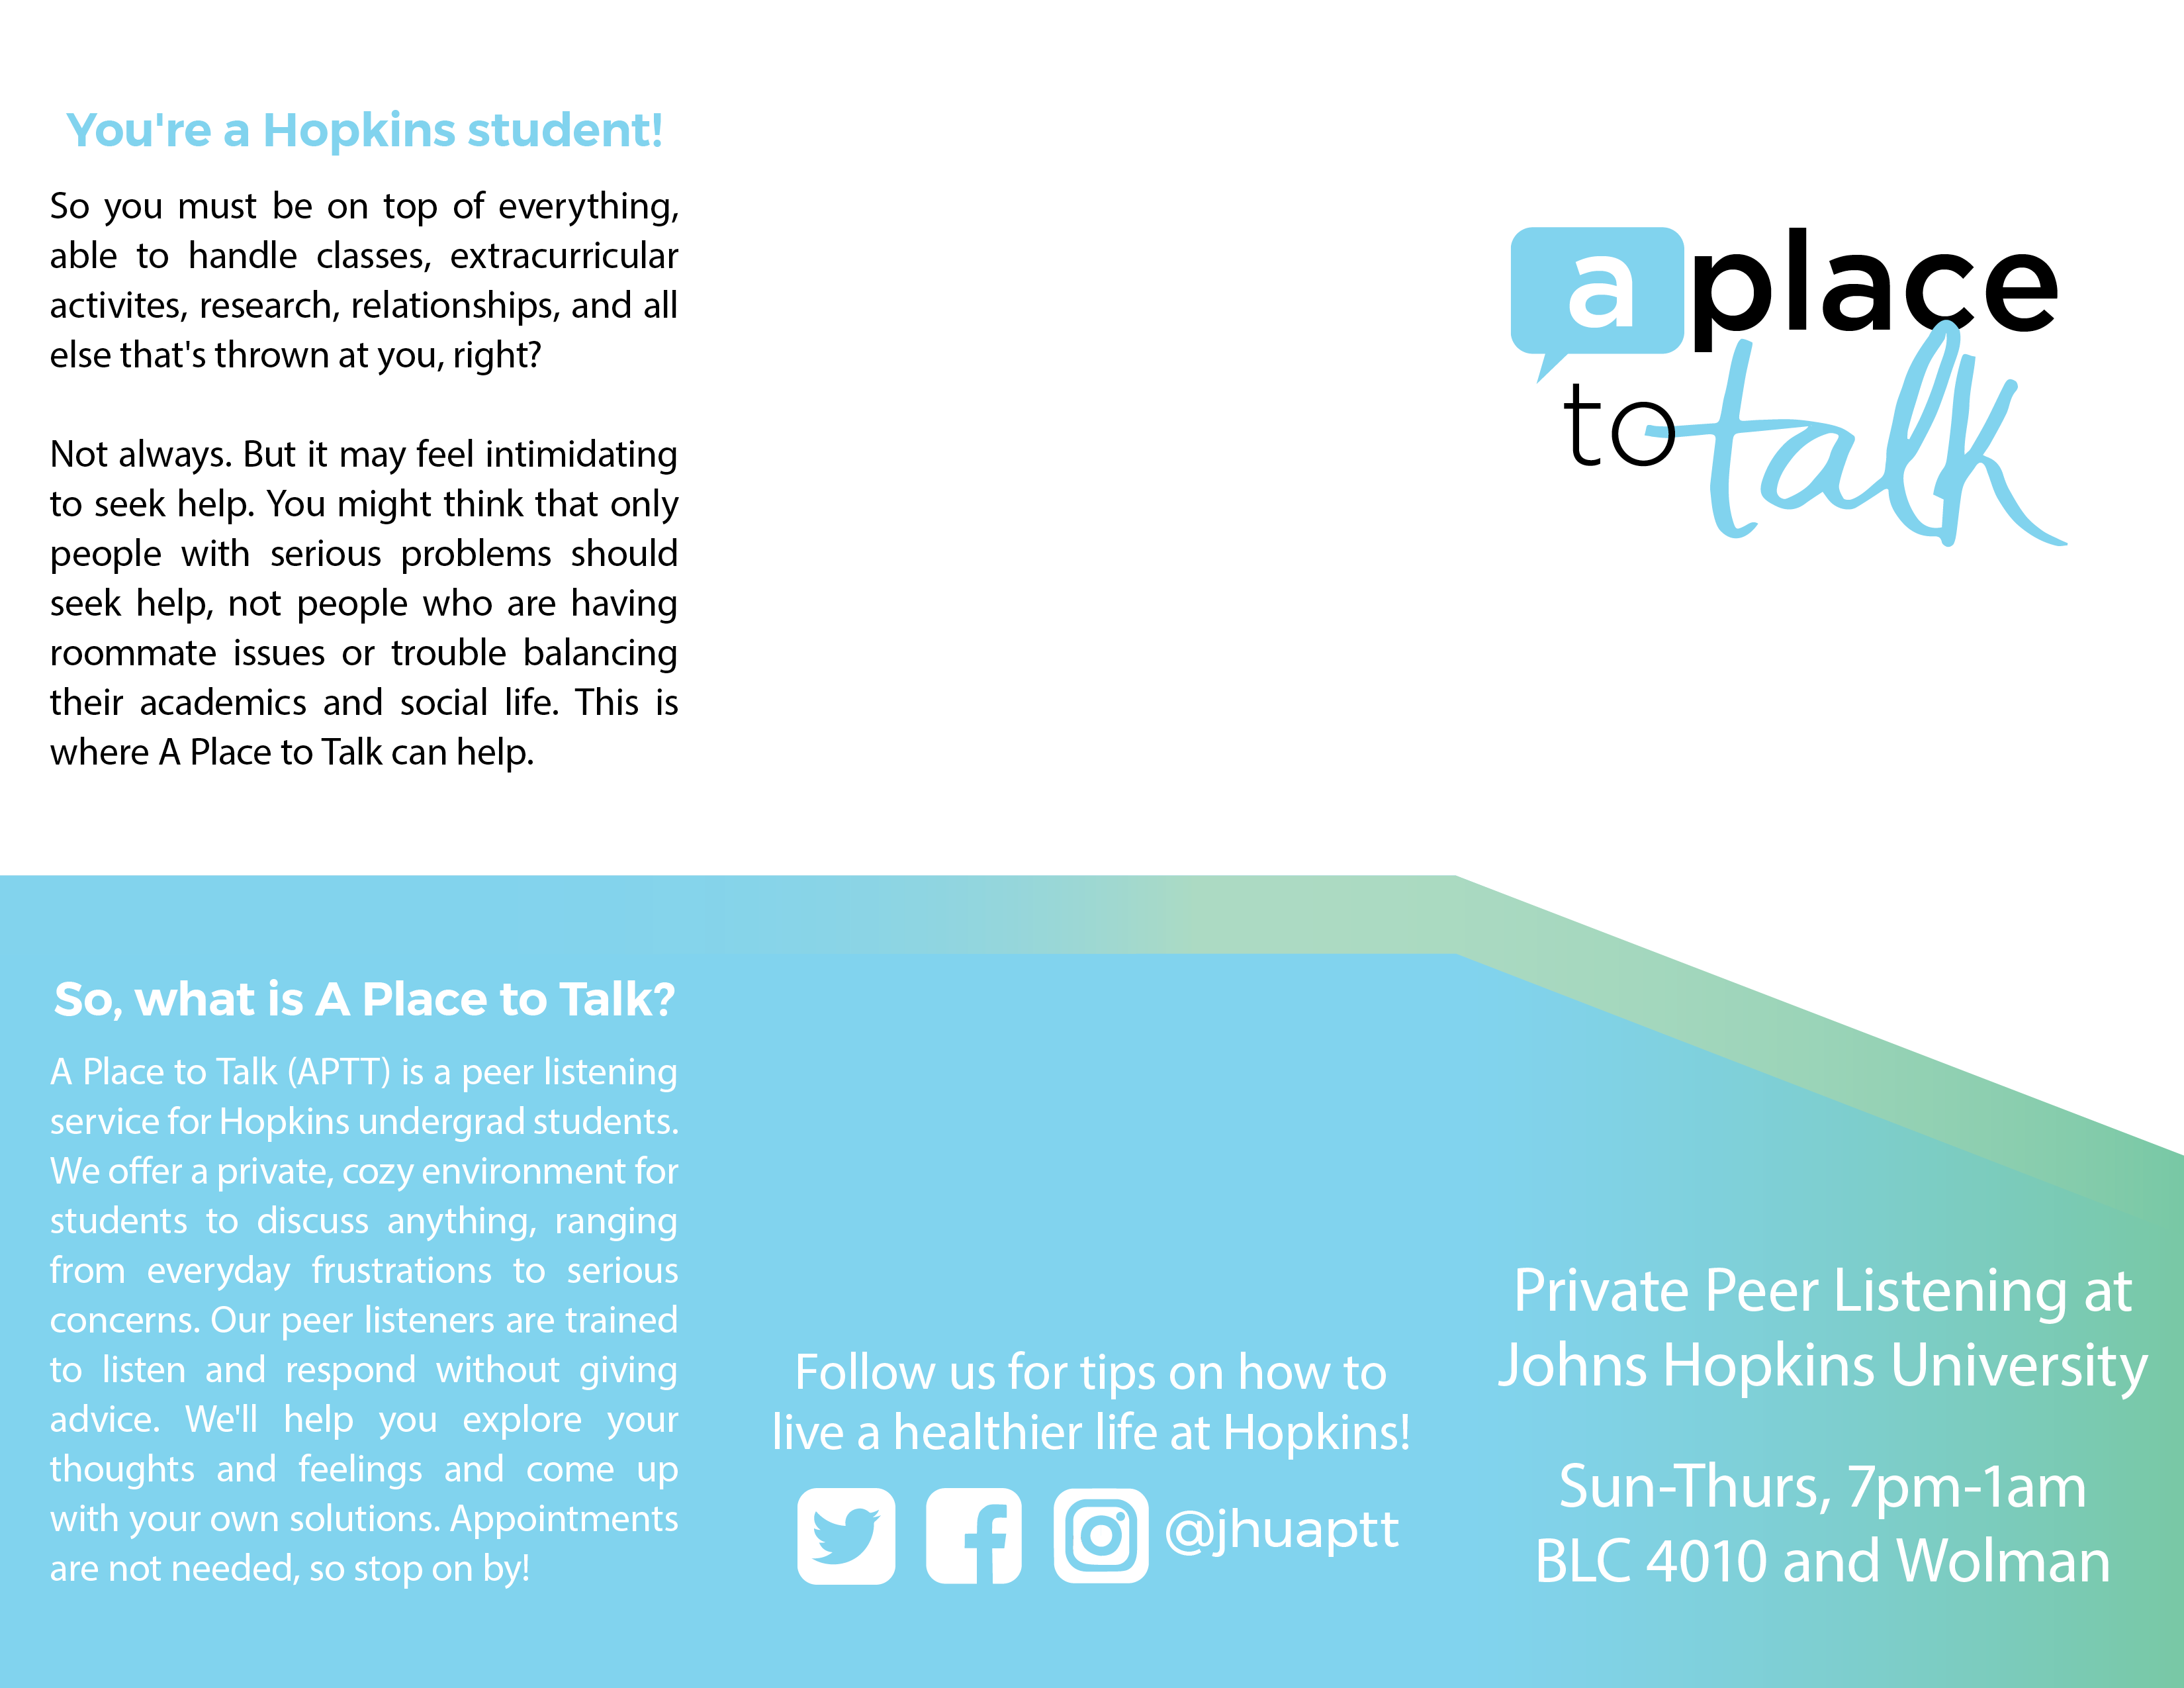 You're a Hopkins student!
So you must be on top of everything,
able to handle classes, extracurricular
activites, research, relationships, and all
else that's thrown at you, right?
Not always. But it may feel intimidating
to seek help. You might think that only
people with serious problems should
seek help, not people who are having
roommate issues or trouble balancing
their academics and social life. This is
where A Place to Talk can help.
So, what is A Place to Talk?
A Place to Talk (APTT) is a peer listening
service for Hopkins undergrad students.
We offer a private, cozy environment for
students to discuss anything, ranging
from everyday frustrations to serious
concerns. Our peer listeners are trained
to listen and respond without giving
advice. We'll help you explore your
thoughts and feelings and come up
with your own solutions. Appointments
are not needed, so stop on by!
Follow us for tips on how to
live a healthier life at Hopkins!
@jhuaptt
a place
to talk
Private Peer Listening at
Johns Hopkins University
Sun-Thurs, 7pm-1am
BLC 4010 and Wolman